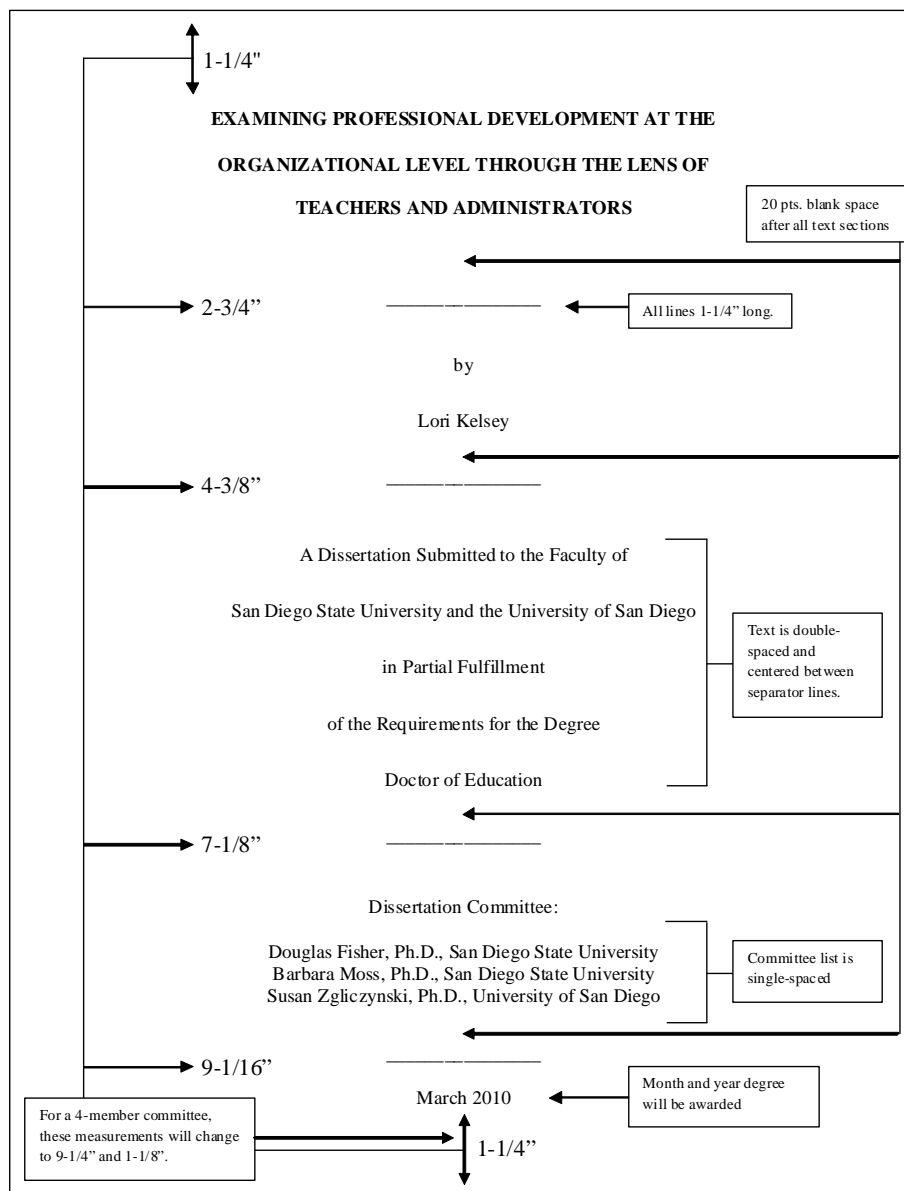 1-1/4"
EXAMINING PROFESSIONAL DEVELOPMENT AT THE
ORGANIZATIONAL LEVEL THROUGH THE LENS OF
TEACHERS AND ADMINISTRATORS
20 pts. blank space
after all text sections
2-3/4”
All lines 1-1/4” long.
by
Lori Kelsey
4-3/8”
A Dissertation Submitted to the Faculty of
San Diego State University and the University of San Diego
in Partial Fulfillment
of the Requirements for the Degree
Doctor of Education
Text is double-
spaced and
centered between
separator lines.
7-1/8”
Dissertation Committee:
Douglas Fisher, Ph.D., San Diego State University
Barbara Moss, Ph.D., San Diego State University
Susan Zgliczynski, Ph.D., University of San Diego
Committee list is
single-spaced
9-1/16”
March 2010
Month and year degree
will be awarded
For a 4-member committee,
these measurements will change
to 9-1/4” and 1-1/8”.
1-1/4”